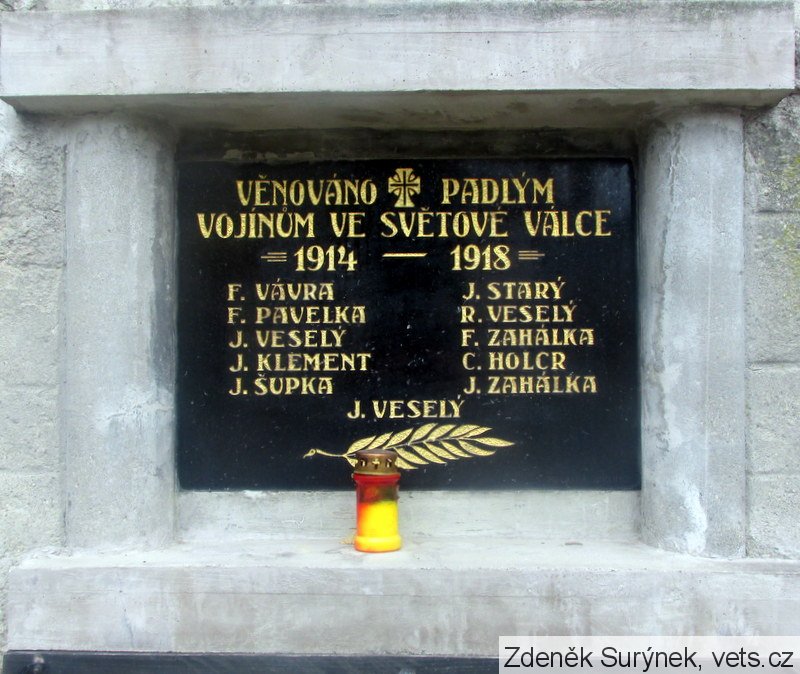 VĚNOVÁNO PADLÝM
VOJÍNŮM VE SVĚTOVÉ VÁLCE
1914 — 1918
F. VÁVRA
F. PAVELKA
J. VESELÝ
J. KLEMENT
J. ŠUPKA
J. STARÝ
R. VESELÝ
F. ZAHÁLKA
C. HOLCR
J. ZAHÁLKA
J. VESELÝ
Zdeněk Surýnek, vets.cz